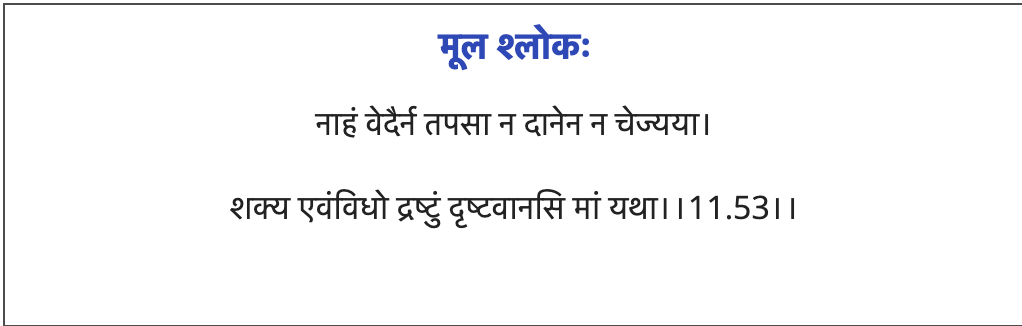 मूल श्लोकः
नाहं वेदैर्न तपसा न दानेन न चेज्यया।
शक्य एवंविधो द्रष्टुं दृष्टवानसि मां यथा।।11.53।।